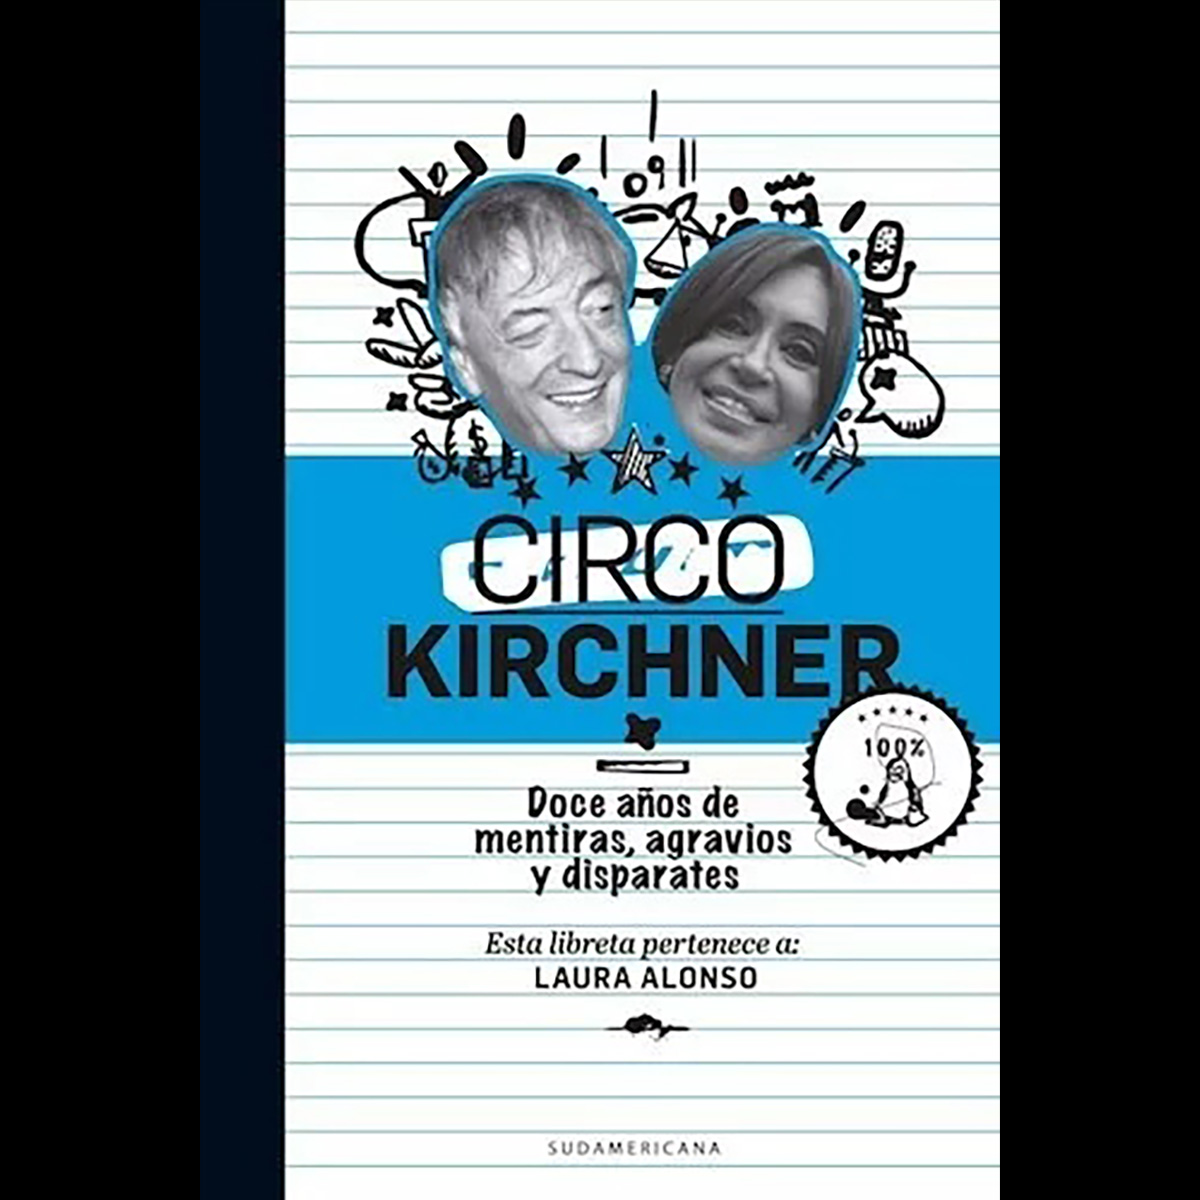 CIRCO
KIRCHNER
100%
Doce años de
mentiras, agravios
y disparates
Esta libreta pertenece a:
LAURA ALONSO
SUDAMERICANA